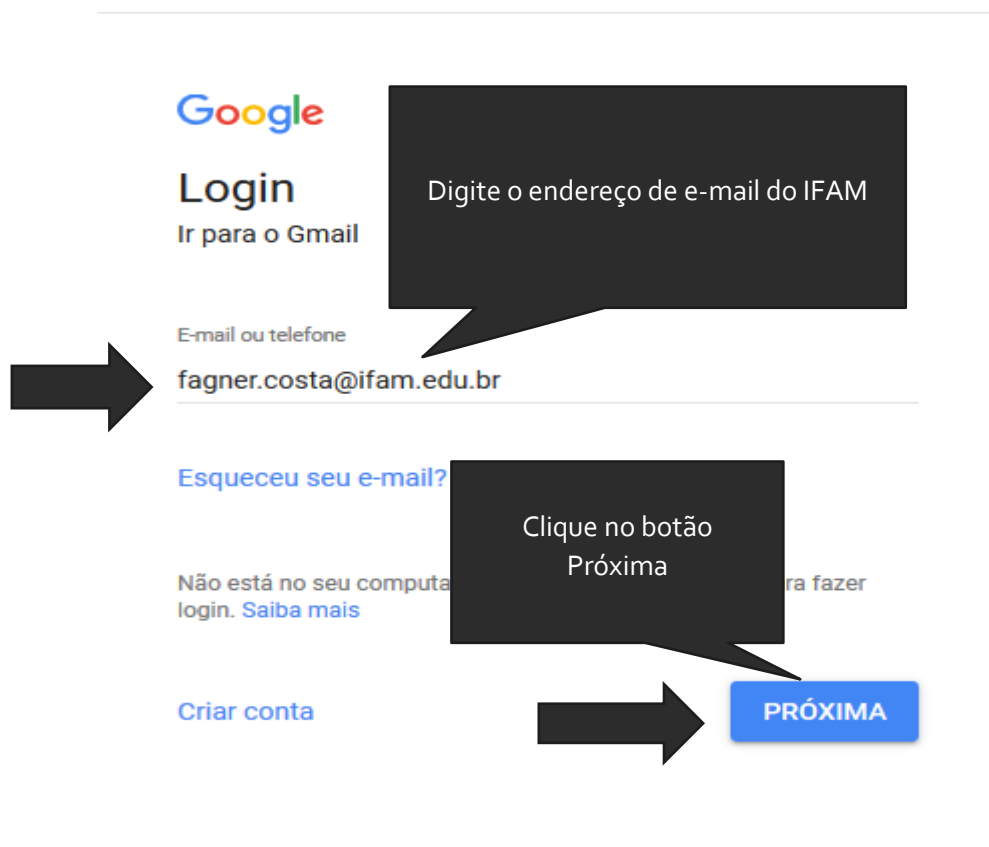 Google
Login
Ir para o Gmail
Digite o endereço de e-mail do IFAM
E-mail ou telefone
fagner.costa@ifam.edu.br
Esqueceu seu e-mail?
Clique no botão
Próxima
Não está no seu ra fazer
login. Saiba mais
Criar conta
PRÓXIMA